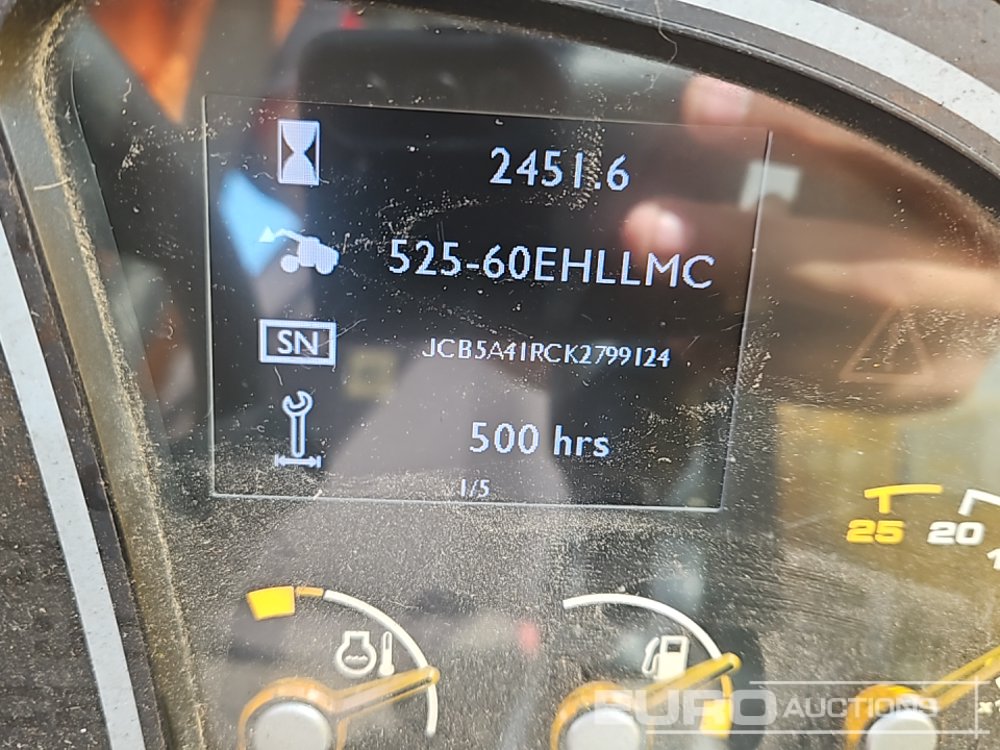 2451.6
525-60EHLLMC
SN
JCB5A41RCK2799124
500 hrs
1/5
25
20
EURO AUCTIONS